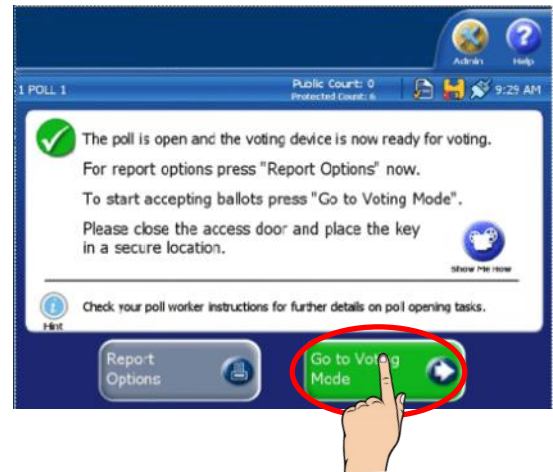 Admin Help
1 POLL 1 Public Count: 0 9:29 AM
Protected Count: 6
The poll is open and the voting device is now ready for voting.
For report options press "Report Options" now.
To start accepting ballots press "Go to Voting Mode".
Please close the access door and place the key
in a secure location.
Show Me How
Check your poll worker instructions for further details on poll opening tasks.
Hint
Report Go to Voting
Options Mode